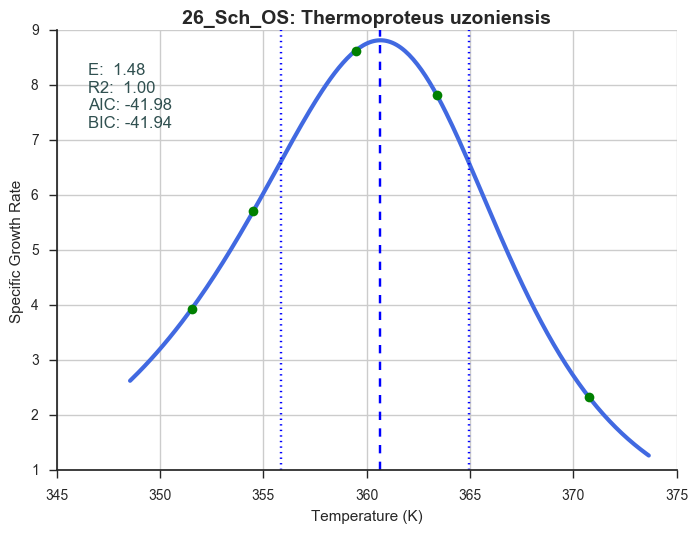 26_Sch_OS: Thermoproteus uzoniensis
9
E: 1.48
8
R2: 1.00
AIC: -41.98
BIC: -41.94
7
6
Specific Growth Rate
5
4
3
2
1
345 350 355 360 365 370 375
Temperature (K)